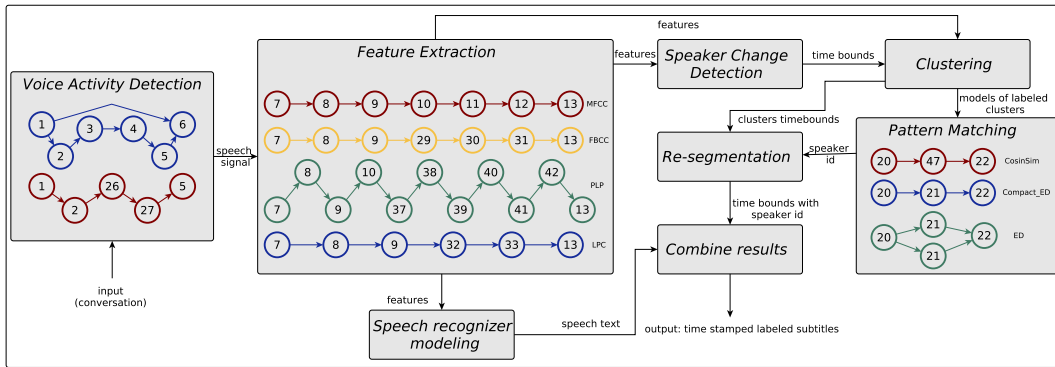 features
Voice Activity Detection
1
3
4
6
2
5
1
26
5
2
27
input
(conversation)
speech
signal
Feature Extraction
7 8 9 10 11 12 13 MFCC
7 8 9 29 30 31 13 FBCC
8 10 38 40 42
PLP
7 9 37 39 41 13
7 8 9 32 33 13 LPC
features
Speaker Change
Detection
time bounds
Clustering
models of labeled
clusters
clusters timebounds
Re-segmentation
speaker
id
Pattern Matching
CosinSim
20 47 22
Compact_ED
20 21 22
ED
21
20 22
21
time bounds with
speaker id
Combine results
features
Speech recognizer
modeling
speech text
output: time stamped labeled subtitles